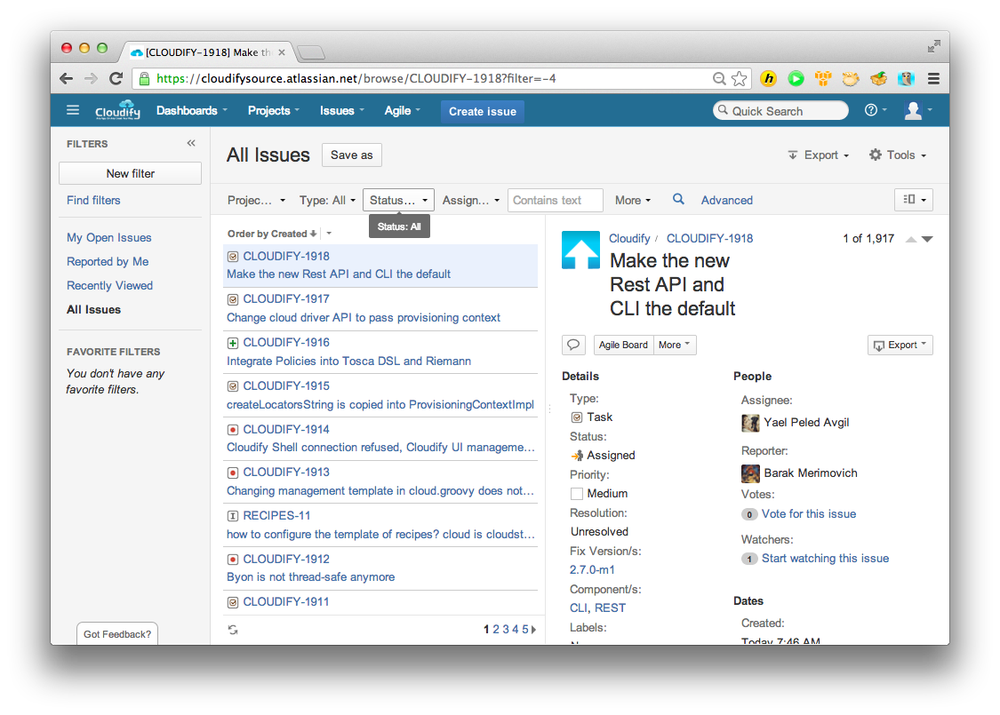 [CLOUDIFY-1918] Make th
https://cloudifysource.atlassian.net/browse/CLOUDIFY-1918?filter=-4
Cloudify Dashboards Projects Issues Agile Create issue Quick Search
FILTERS
New filter
Find filters
My Open Issues
Reported by Me
Recently Viewed
All Issues
FAVORITE FILTERS
You don't have any
favorite filters.
Got Feedback?
All Issues Save as Export Tools
Projec... Type: All Status... Assign... Contains text More Advanced
Status: All
Order by Created
CLOUDIFY-1918
Make the new Rest API and CLI the default
CLOUDIFY-1917
Change cloud driver API to pass provisioning context
CLOUDIFY-1916
Integrate Policies into Tosca DSL and Riemann
CLOUDIFY-1915
createLocatorsString is copied into ProvisioningContextImpl
CLOUDIFY-1914
Cloudify Shell connection refused, Cloudify UI manageme...
CLOUDIFY-1913
Changing management template in cloud.groovy does not...
RECIPES-11
how to configure the template of recipes? cloud is cloudst...
CLOUDIFY-1912
Byon is not thread-safe anymore
CLOUDIFY-1911
1 2 3 4 5
Cloudify / CLOUDIFY-1918 1 of 1,917
Make the new
Rest API and
CLI the default
Agile Board More Export
Details
Type:
Task
Status:
Assigned
Priority:
Medium
Resolution:
Unresolved
Fix Version/s:
2.7.0-m1
Component/s:
CLI, REST
Labels:
People
Assignee:
Yael Peled Avgil
Reporter:
Barak Merimovich
Votes:
0 Vote for this issue
Watchers:
1 Start watching this issue
Dates
Created:
Today 7:46 AM